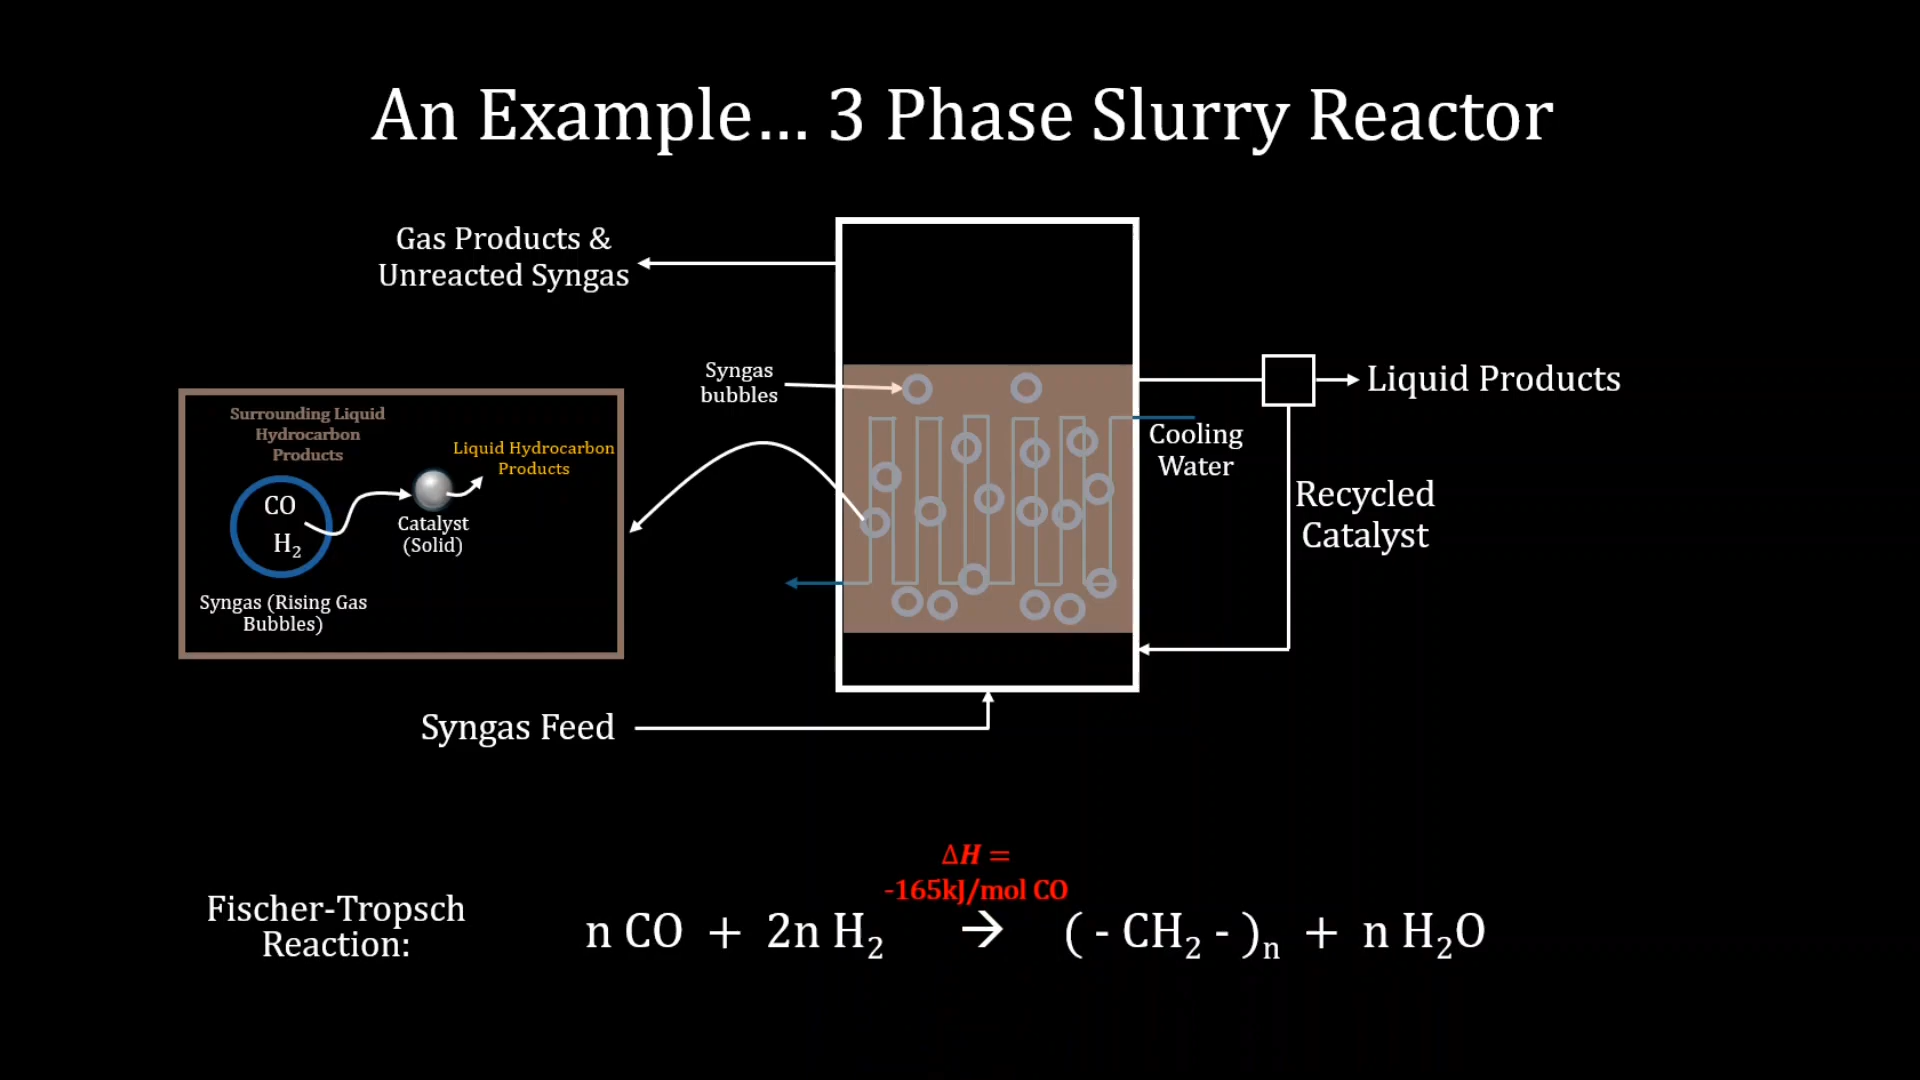 An Example... 3 Phase Slurry Reactor
Gas Products &
Unreacted Syngas
Syngas
bubbles
Liquid Products
Surrounding Liquid
Hydrocarbon
Products
Liquid Hydrocarbon
Products
CO
H₂
Catalyst
(Solid)
Syngas (Rising Gas
Bubbles)
Cooling
Water
Recycled
Catalyst
Syngas Feed
ΔH =
-165kJ/mol CO
Fischer-Tropsch
Reaction:
n CO + 2n H₂ → ( - CH₂ - )ₙ + n H₂O